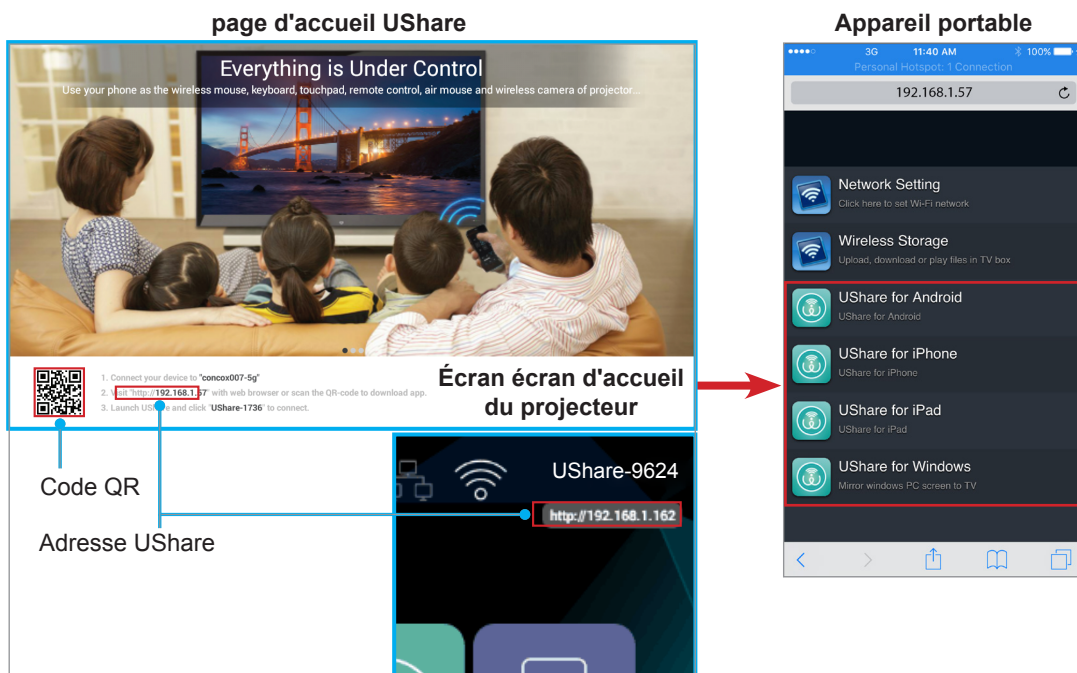 page d'accueil UShare
Everything is Under Control
Use your phone as the wireless mouse, keyboard, touchpad, remote control, air mouse and wireless camera of projector...
1. Connect your device to "concox007-5g"
2. Visit "http://192.168.1.57" with web browser or scan the QR-code to download app.
3. Launch UShare and click "UShare-1736" to connect.
Écran écran d'accueil
du projecteur
Code QR
Adresse UShare
UShare-9624
http://192.168.1.162
Appareil portable
3G 11:40 AM 100%
Personal Hotspot: 1 Connection
192.168.1.57
Network Setting
Click here to set Wi-Fi network
Wireless Storage
Upload, download or play files in TV box
UShare for Android
UShare for Android
UShare for iPhone
UShare for iPhone
UShare for iPad
UShare for iPad
UShare for Windows
Mirror windows PC screen to TV